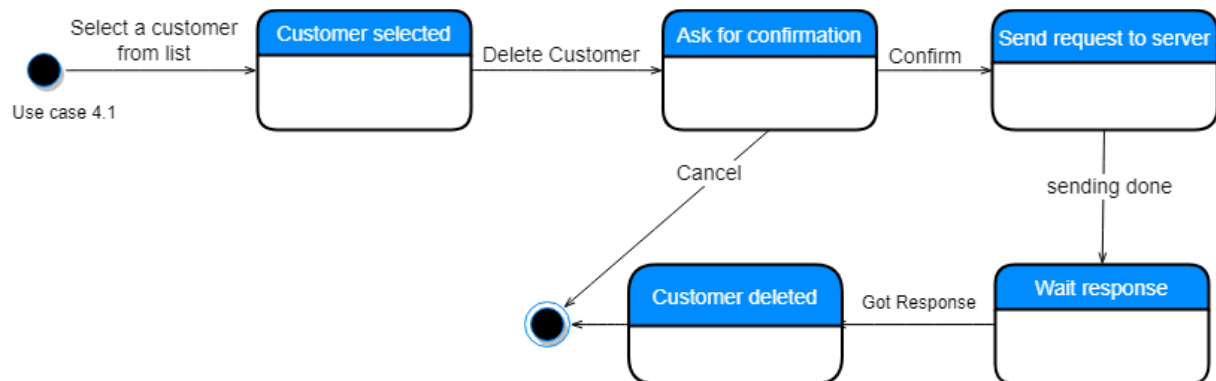 Select a customer
from list
Use case 4.1
Customer selected
Delete Customer
Ask for confirmation
Confirm
Send request to server
Cancel
sending done
Wait response
Got Response
Customer deleted